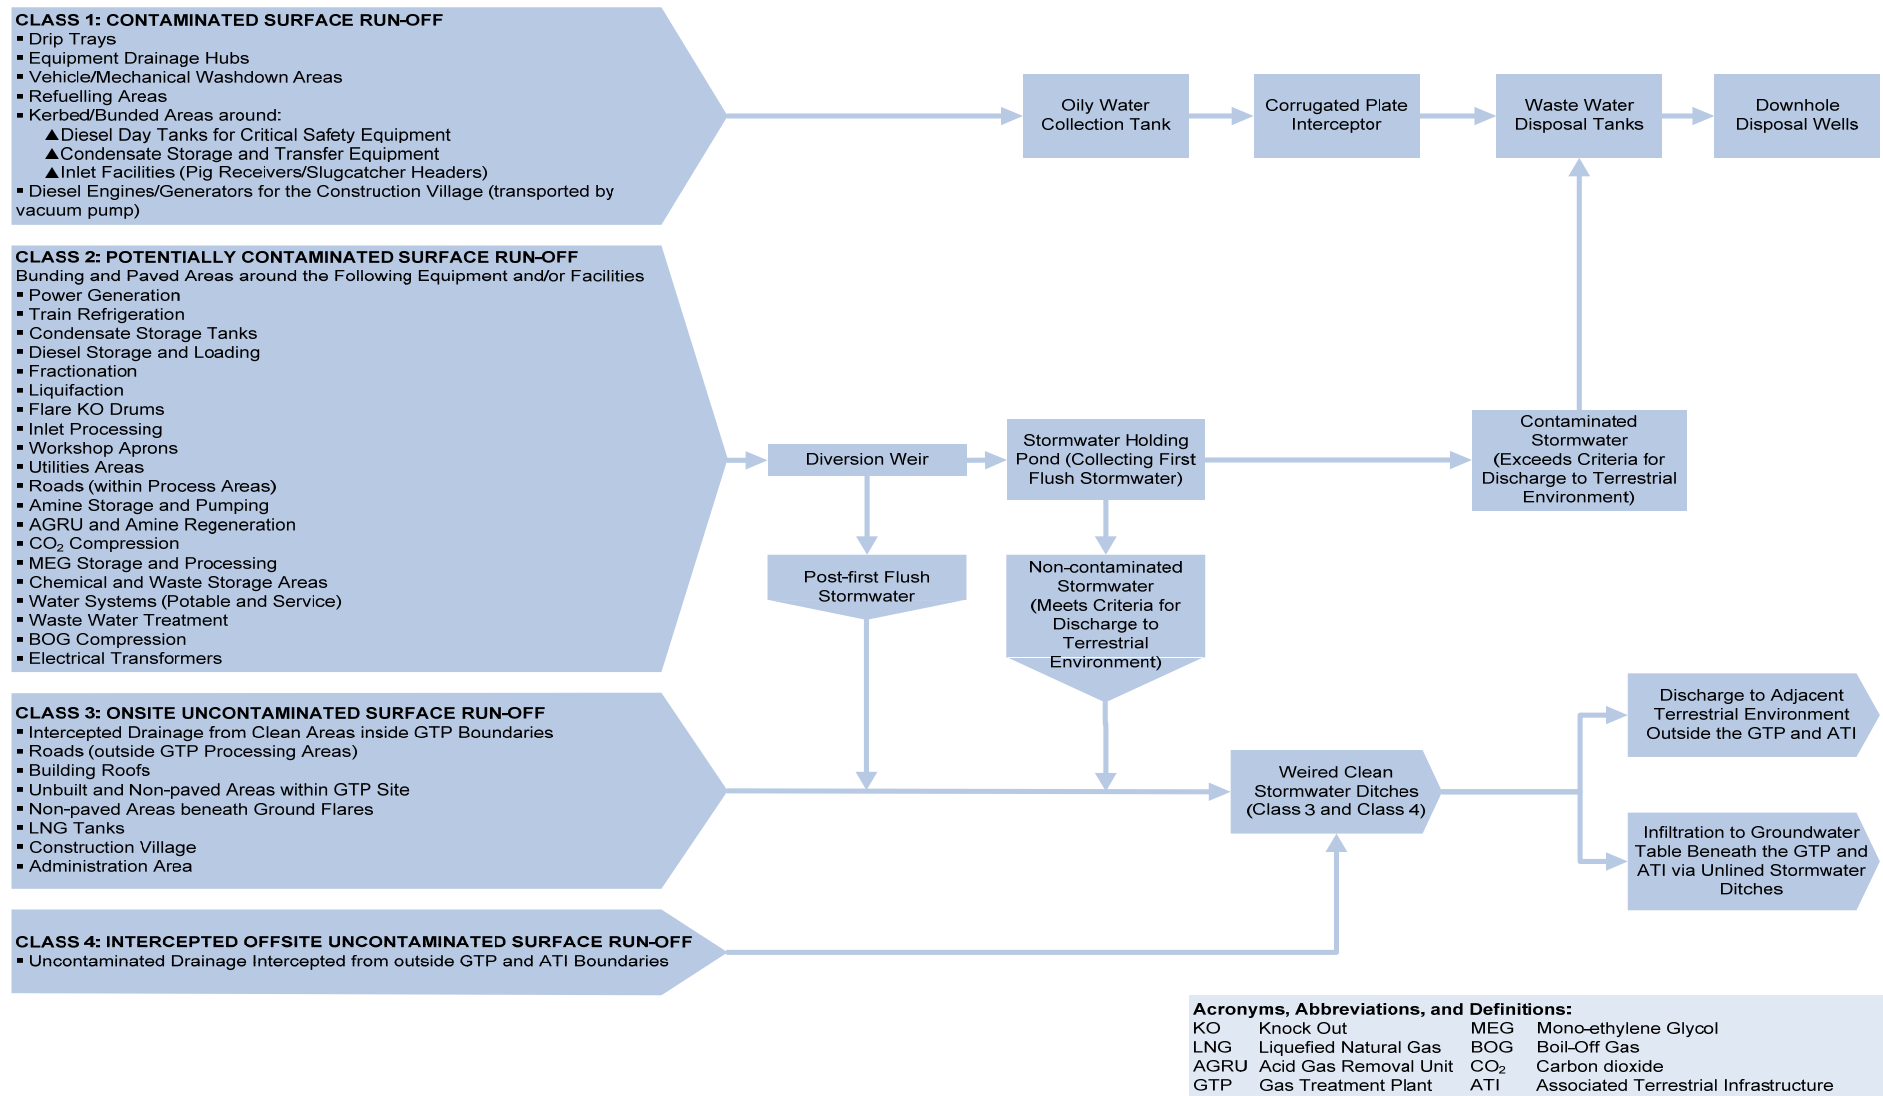 CLASS 1: CONTAMINATED SURFACE RUN-OFF
▪ Drip Trays
▪ Equipment Drainage Hubs
▪ Vehicle/Mechanical Washdown Areas
▪ Refuelling Areas
▪ Kerbed/Bunded Areas around:
▲Diesel Day Tanks for Critical Safety Equipment
▲Condensate Storage and Transfer Equipment
▲Inlet Facilities (Pig Receivers/Slugcatcher Headers)
▪ Diesel Engines/Generators for the Construction Village (transported by
vacuum pump)
Oily Water
Collection Tank
Corrugated Plate
Interceptor
Waste Water
Disposal Tanks
Downhole
Disposal Wells
CLASS 2: POTENTIALLY CONTAMINATED SURFACE RUN-OFF
Bunding and Paved Areas around the Following Equipment and/or Facilities
▪ Power Generation
▪ Train Refrigeration
▪ Condensate Storage Tanks
▪ Diesel Storage and Loading
▪ Fractionation
▪ Liquifaction
▪ Flare KO Drums
▪ Inlet Processing
▪ Workshop Aprons
▪ Utilities Areas
▪ Roads (within Process Areas)
▪ Amine Storage and Pumping
▪ AGRU and Amine Regeneration
▪ CO₂ Compression
▪ MEG Storage and Processing
▪ Chemical and Waste Storage Areas
▪ Water Systems (Potable and Service)
▪ Waste Water Treatment
▪ BOG Compression
▪ Electrical Transformers
Diversion Weir
Stormwater Holding
Pond (Collecting First
Flush Stormwater)
Contaminated
Stormwater
(Exceeds Criteria for
Discharge to Terrestrial
Environment)
Post-first Flush
Stormwater
Non-contaminated
Stormwater
(Meets Criteria for
Discharge to
Terrestrial
Environment)
CLASS 3: ONSITE UNCONTAMINATED SURFACE RUN-OFF
▪ Intercepted Drainage from Clean Areas inside GTP Boundaries
▪ Roads (outside GTP Processing Areas)
▪ Building Roofs
▪ Unbuilt and Non-paved Areas within GTP Site
▪ Non-paved Areas beneath Ground Flares
▪ LNG Tanks
▪ Construction Village
▪ Administration Area
Weired Clean
Stormwater Ditches
(Class 3 and Class 4)
Discharge to Adjacent
Terrestrial Environment
Outside the GTP and ATI
Infiltration to Groundwater
Table Beneath the GTP and
ATI via Unlined Stormwater
Ditches
CLASS 4: INTERCEPTED OFFSITE UNCONTAMINATED SURFACE RUN-OFF
▪ Uncontaminated Drainage Intercepted from outside GTP and ATI Boundaries
Acronyms, Abbreviations, and Definitions:
KO Knock Out MEG Mono-ethylene Glycol
LNG Liquefied Natural Gas BOG Boil-Off Gas
AGRU Acid Gas Removal Unit CO₂ Carbon dioxide
GTP Gas Treatment Plant ATI Associated Terrestrial Infrastructure